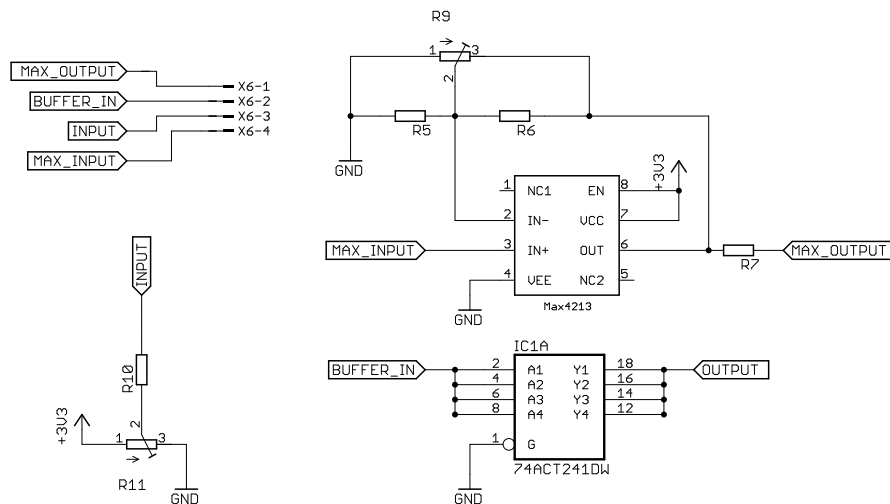 R9
1 3
2
MAX_OUTPUT X6-1
BUFFER_IN X6-2
INPUT X6-3
MAX_INPUT X6-4
R5 R6
GND
+3V3
1 NC1 EN 8
2 IN- VCC 7
MAX_INPUT 3 IN+ OUT 6 MAX_OUTPUT
R7
4 VEE NC2 5
GND
Max4213
INPUT
R10
+3V3
2
1 3
R11
GND
IC1A
BUFFER_IN 2 A1 Y1 18 OUTPUT
4 A2 Y2 16
6 A3 Y3 14
8 A4 Y4 12
1 G
74ACT241DW
GND